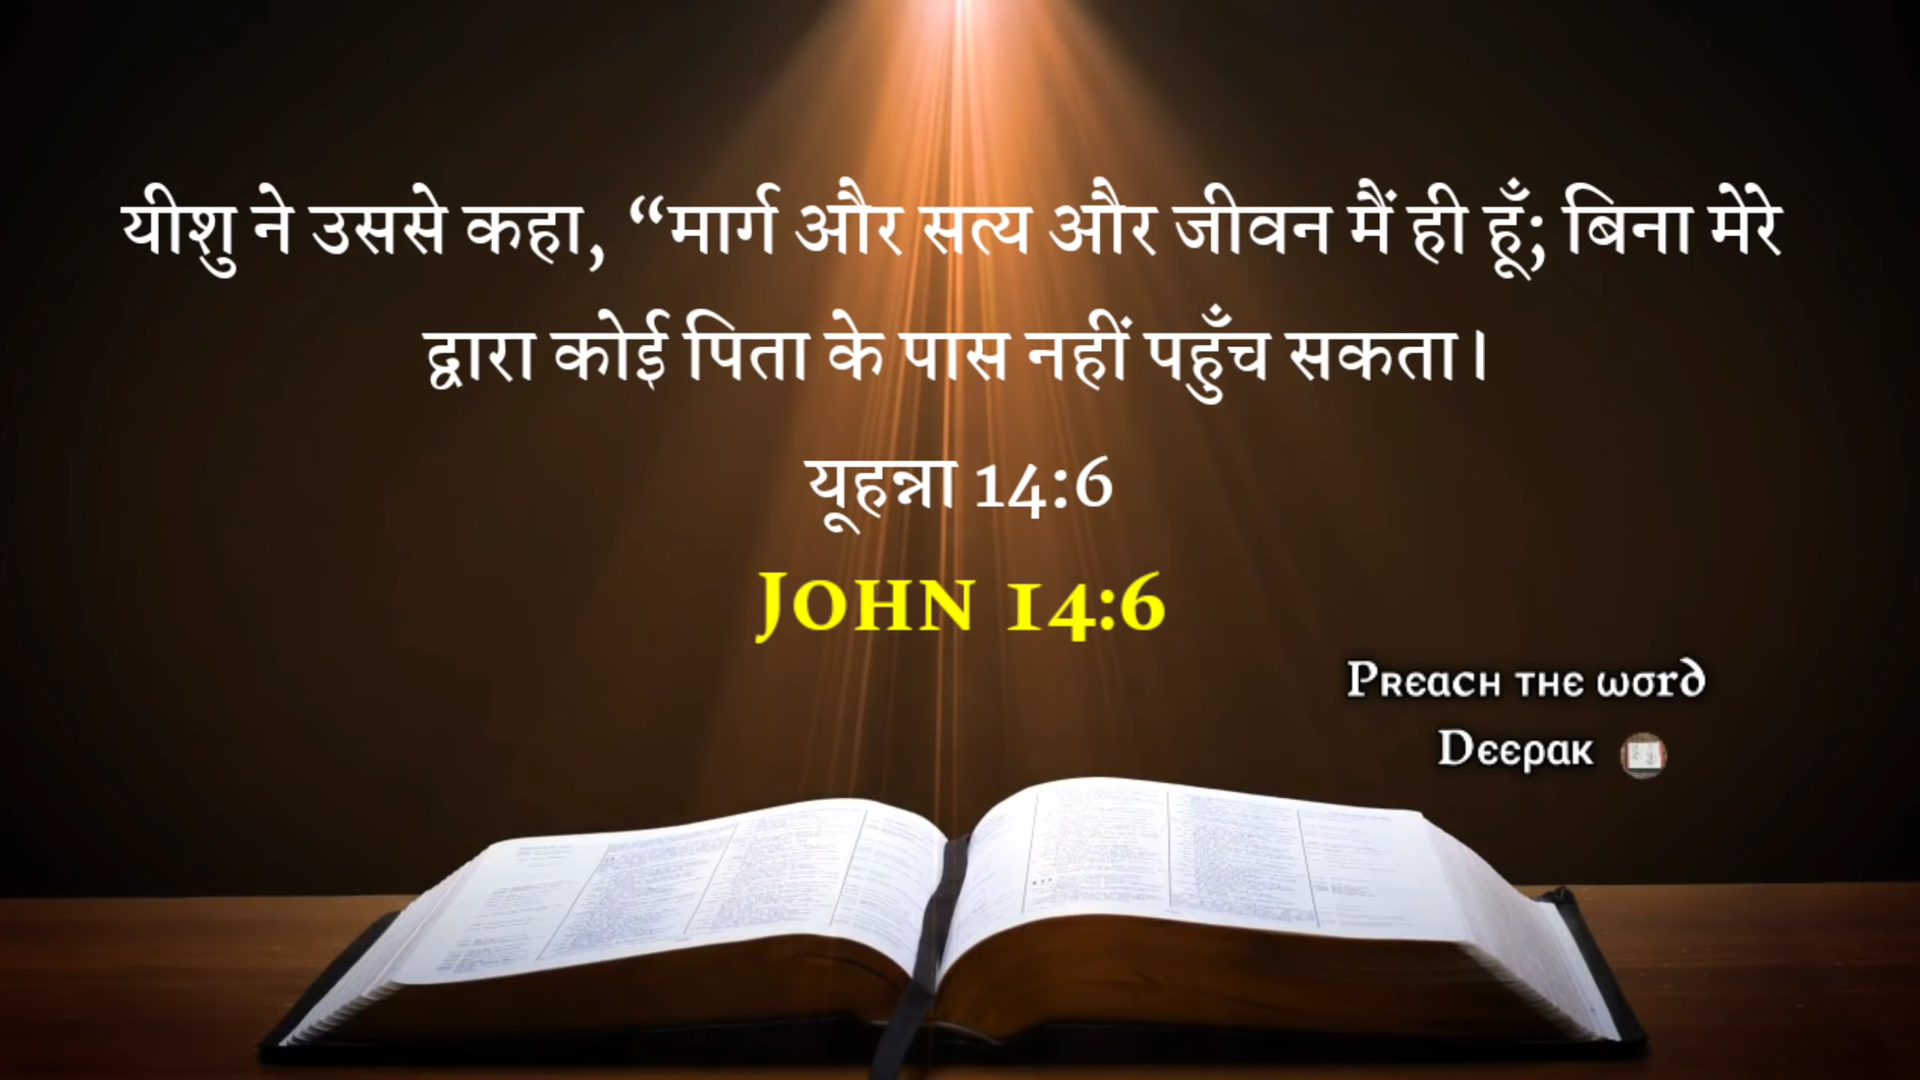 यीशु ने उससे कहा, “मार्ग और सत्य और जीवन मैं ही हूँ; बिना मेरे
द्वारा कोई पिता के पास नहीं पहुँच सकता।
यूहन्ना 14:6
John 14:6
Preach the word
Deepak